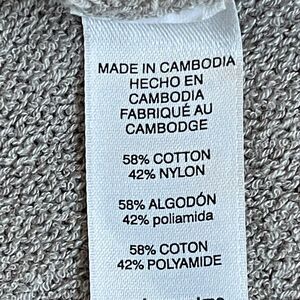 MADE IN CAMBODIA
HECHO EN
CAMBODIA
FABRIQUÉ AU
CAMBODGE
58% COTTON
42% NYLON
58% ALGODÓN
42% poliamida
58% COTON
42% POLYAMIDE